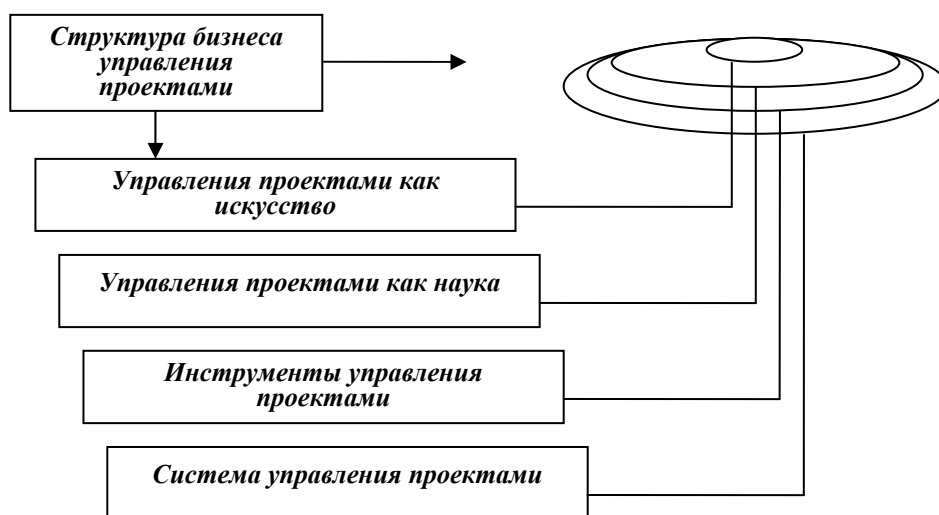 Структура бизнеса
управления
проектами
Управления проектами как
искусство
Управления проектами как наука
Инструменты управления
проектами
Система управления проектами